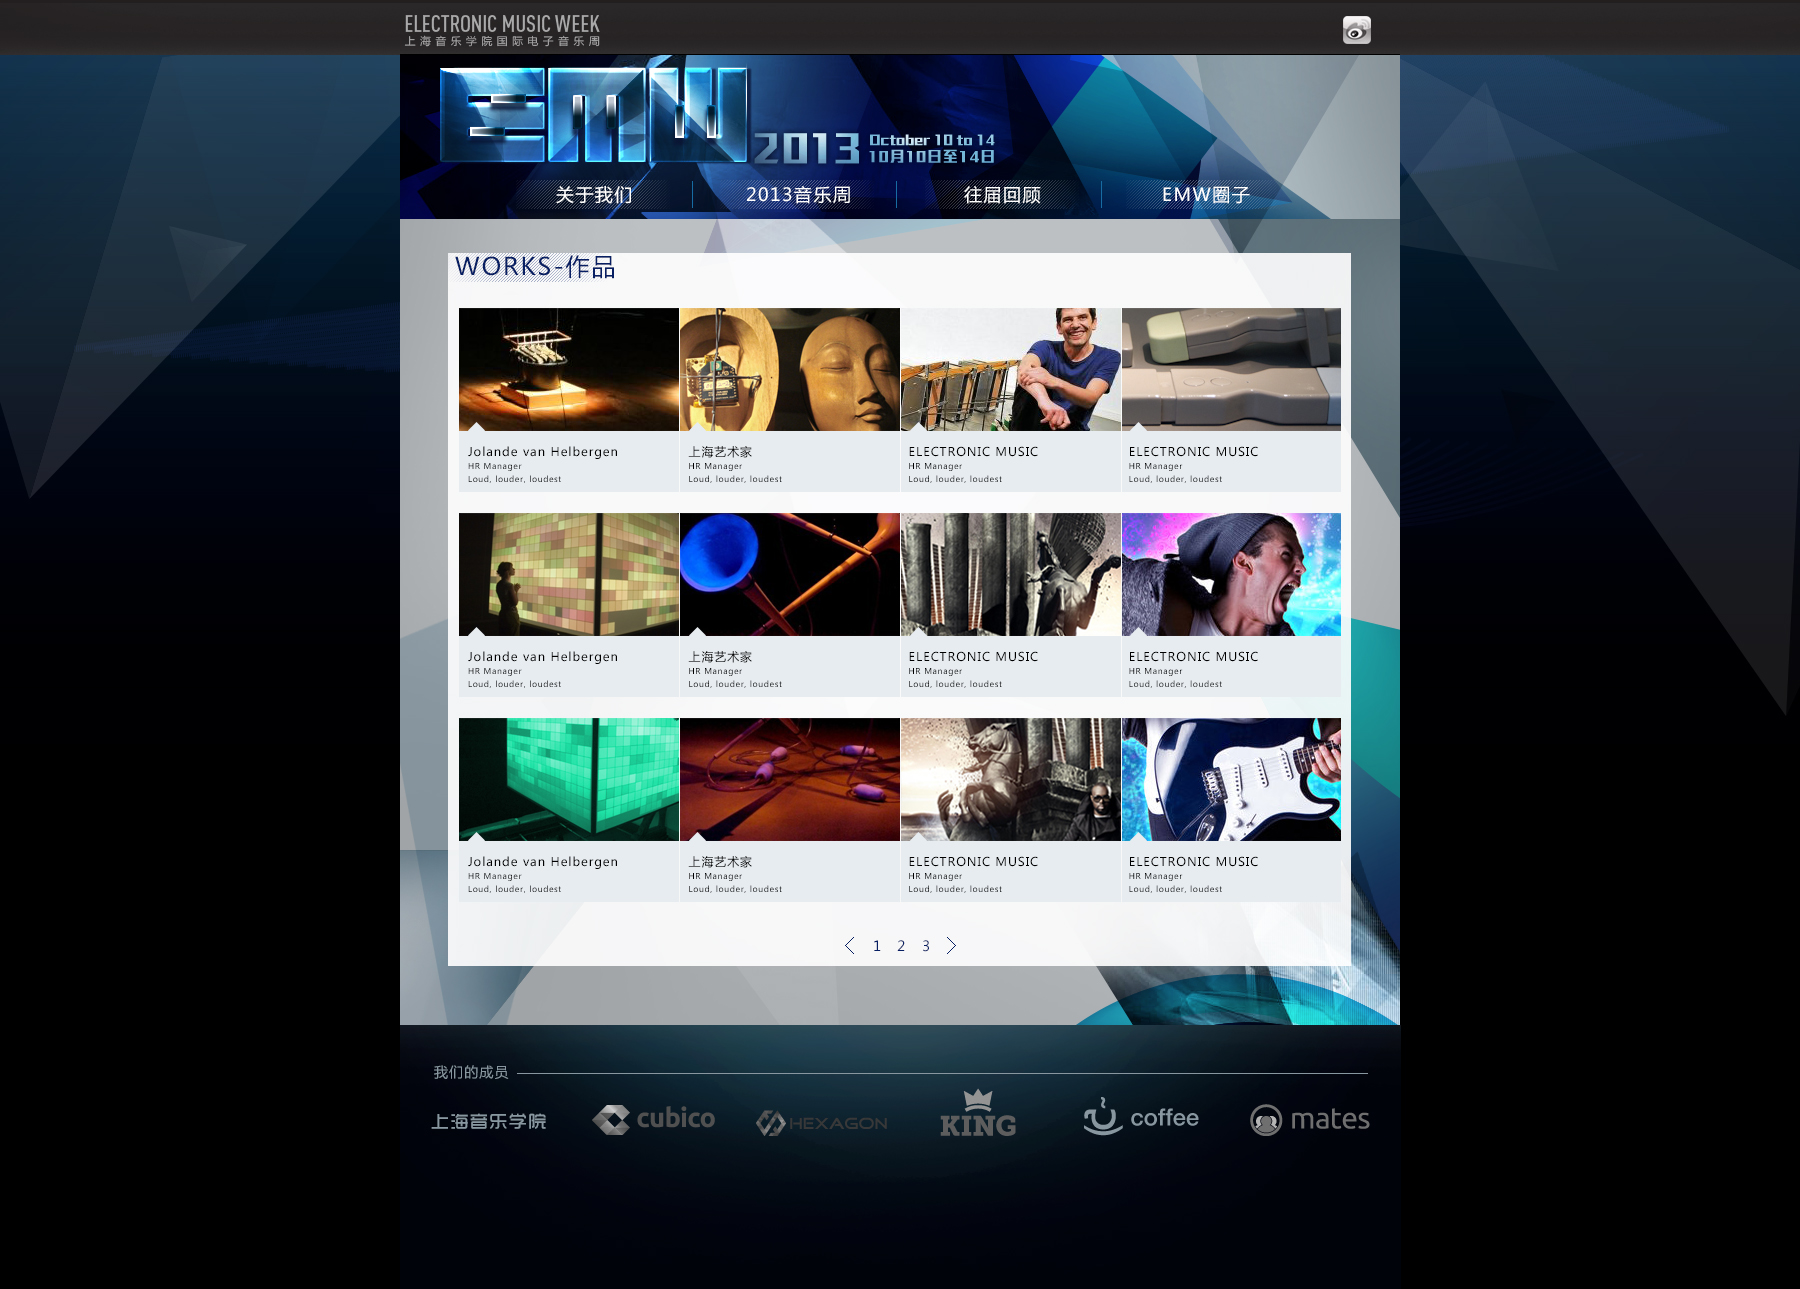 ELECTRONIC MUSIC WEEK
上海音乐学院国际电子音乐周
EMW
2013 October 10 to 14
10月10日至14日
关于我们 2013音乐周 往届回顾 EMW圈子
WORKS-作品
Jolande van Helbergen
HR Manager
Loud, louder, loudest
上海艺术家
HR Manager
Loud, louder, loudest
ELECTRONIC MUSIC
HR Manager
Loud, louder, loudest
ELECTRONIC MUSIC
HR Manager
Loud, louder, loudest
Jolande van Helbergen
HR Manager
Loud, louder, loudest
上海艺术家
HR Manager
Loud, louder, loudest
ELECTRONIC MUSIC
HR Manager
Loud, louder, loudest
ELECTRONIC MUSIC
HR Manager
Loud, louder, loudest
Jolande van Helbergen
HR Manager
Loud, louder, loudest
上海艺术家
HR Manager
Loud, louder, loudest
ELECTRONIC MUSIC
HR Manager
Loud, louder, loudest
ELECTRONIC MUSIC
HR Manager
Loud, louder, loudest
1 2 3
我们的成员
上海音乐学院 cubico HEXAGON KING coffee mates